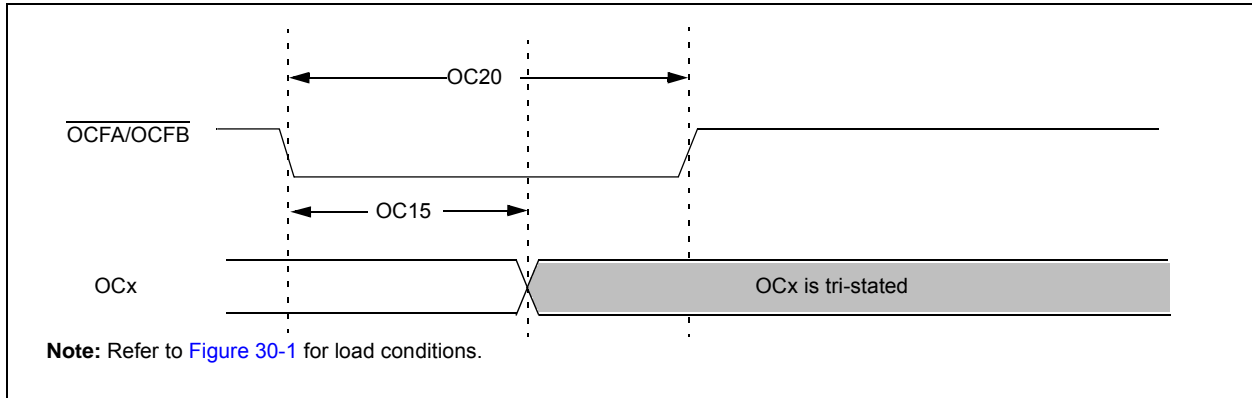 OC20
OCFA/OCFB
OC15
OCx
OCx is tri-stated
Note: Refer to Figure 30-1 for load conditions.